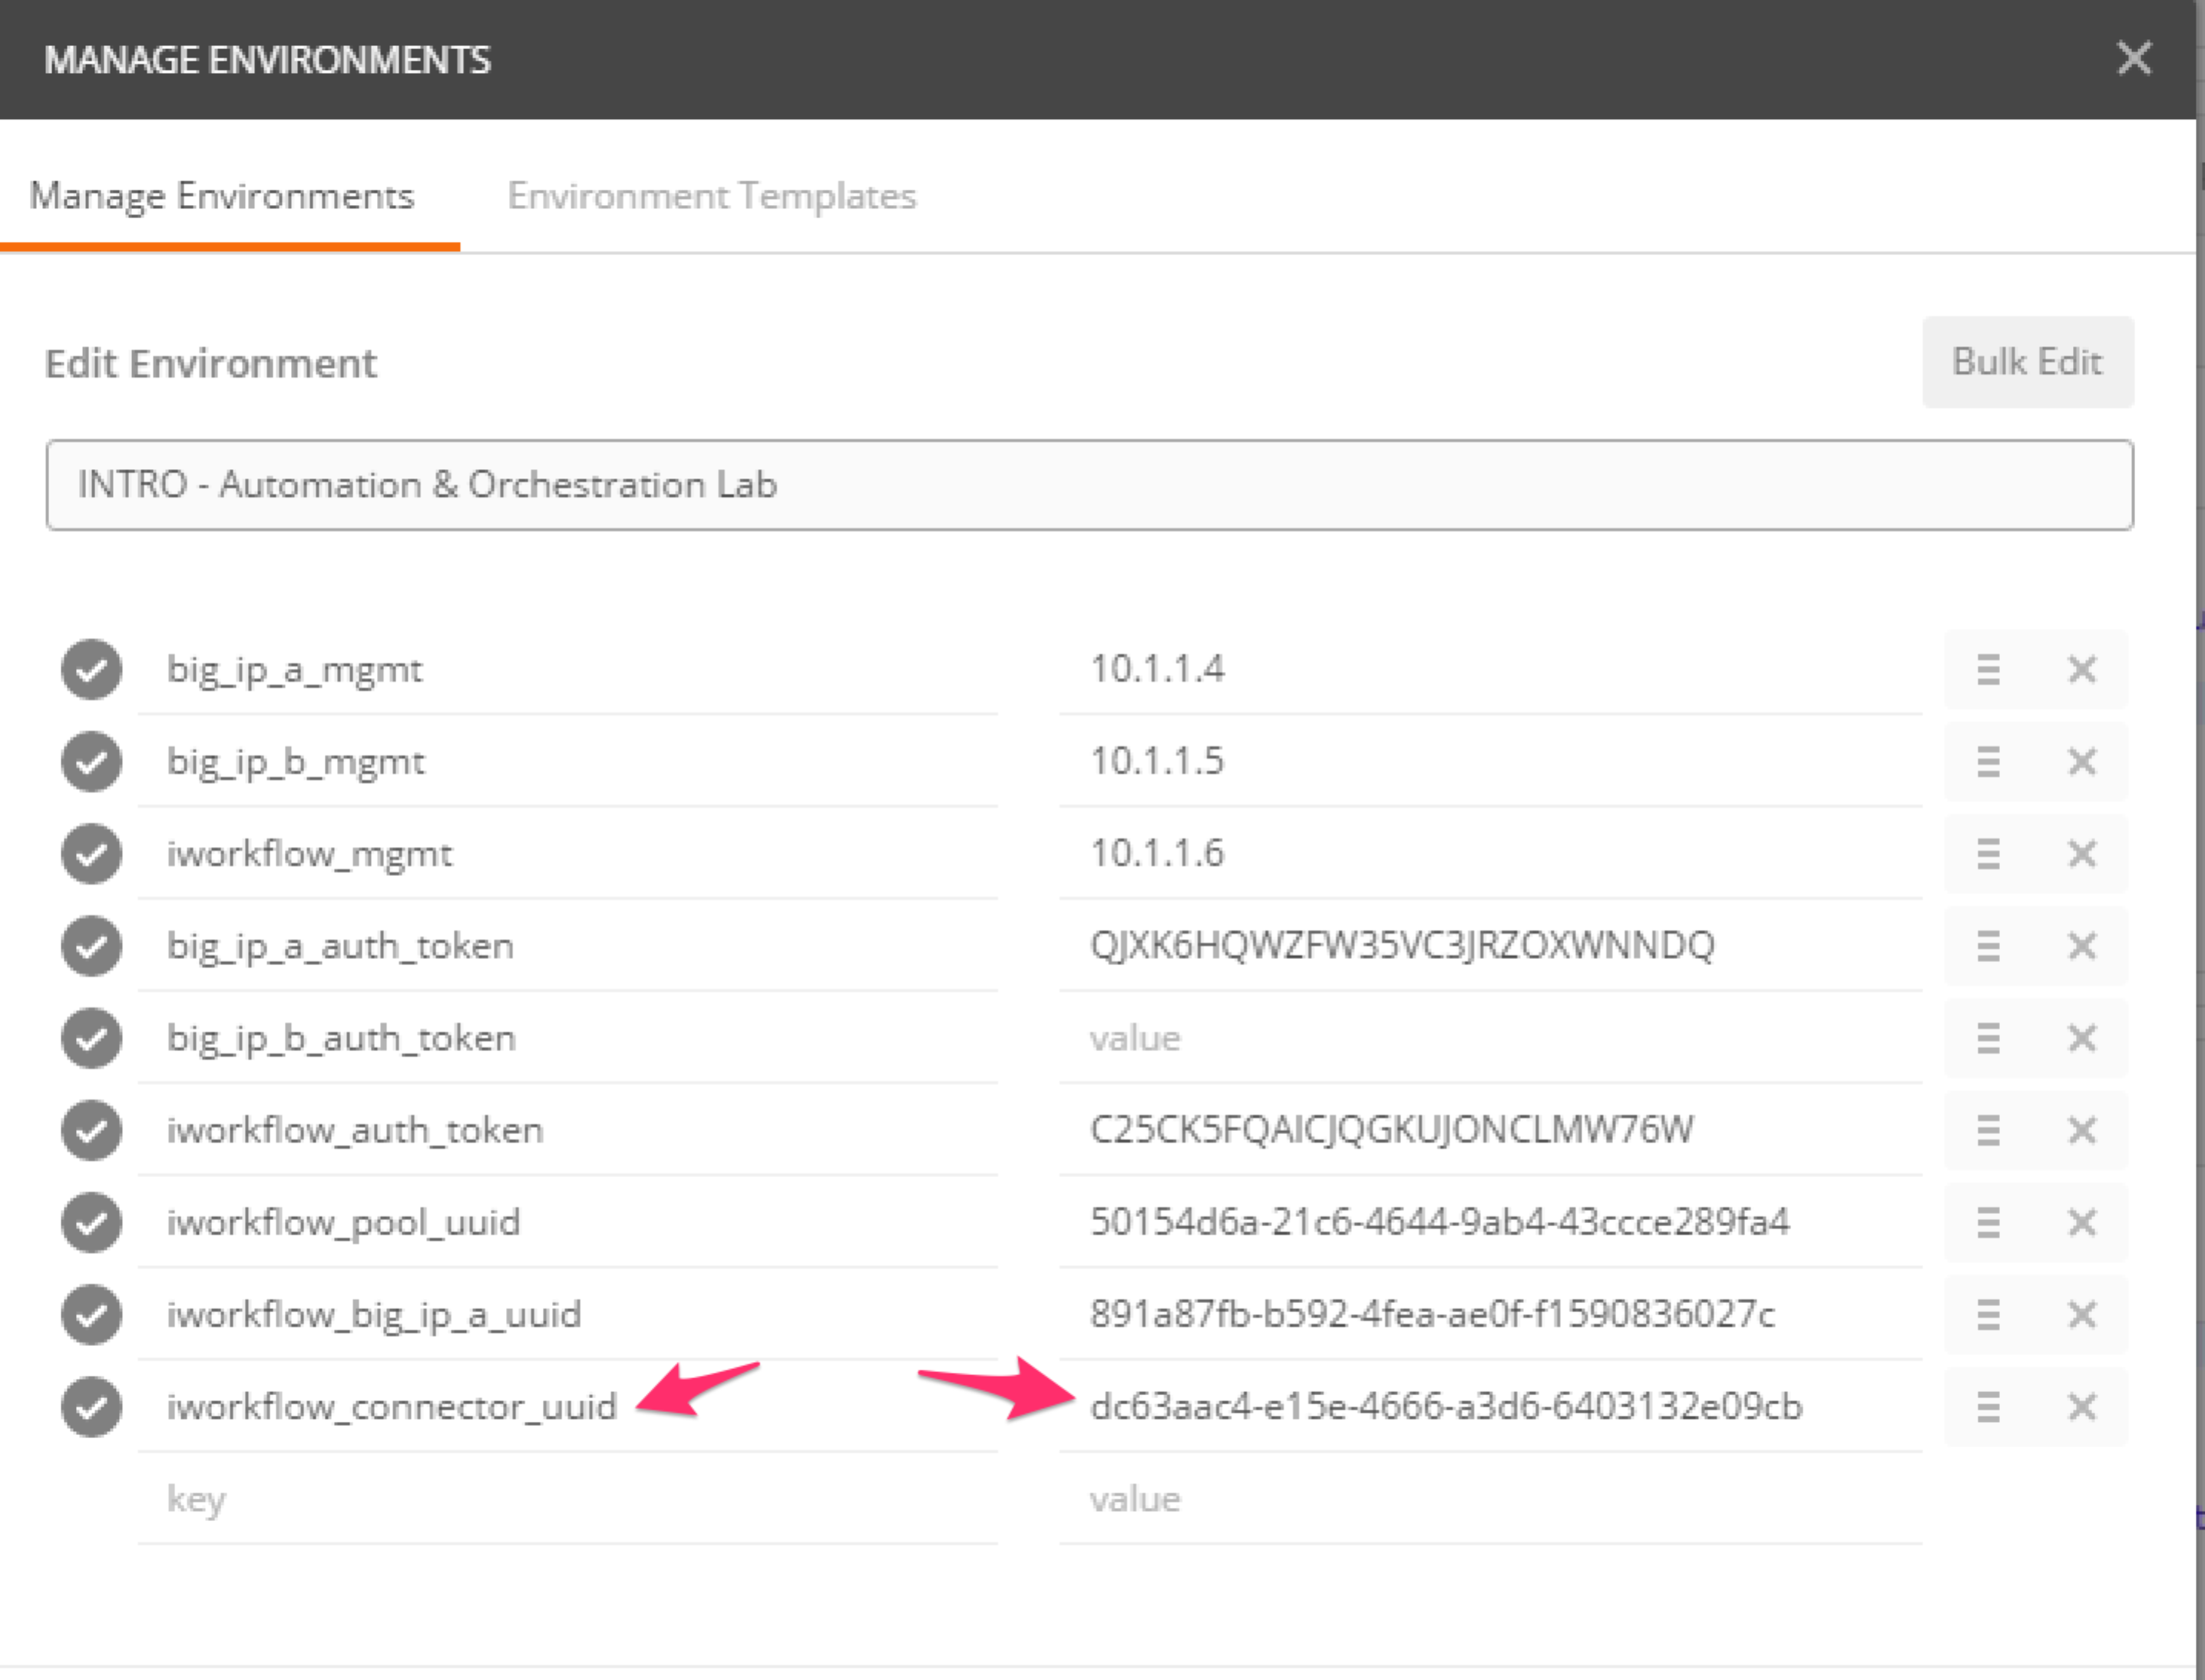 MANAGE ENVIRONMENTS
Manage Environments Environment Templates
Edit Environment Bulk Edit
INTRO - Automation & Orchestration Lab
big_ip_a_mgmt 10.1.1.4
big_ip_b_mgmt 10.1.1.5
iworkflow_mgmt 10.1.1.6
big_ip_a_auth_token QJXK6HQWZFW35VC3JRZOXWNNDQ
big_ip_b_auth_token value
iworkflow_auth_token C25CK5FQAICJQGKUJONCLMW76W
iworkflow_pool_uuid 50154d6a-21c6-4644-9ab4-43ccce289fa4
iworkflow_big_ip_a_uuid 891a87fb-b592-4fea-ae0f-f1590836027c
iworkflow_connector_uuid dc63aac4-e15e-4666-a3d6-6403132e09cb
key value